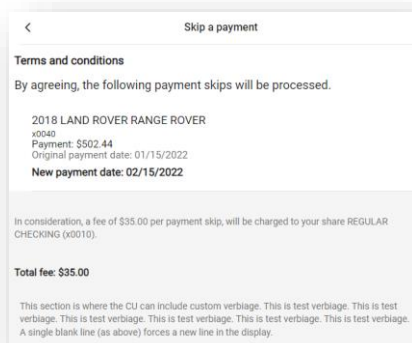 Skip a payment
Terms and conditions
By agreeing, the following payment skips will be processed.
2018 LAND ROVER RANGE ROVER
x0040
Payment: $502.44
Original payment date: 01/15/2022
New payment date: 02/15/2022
In consideration, a fee of $35.00 per payment skip, will be charged to your share REGULAR
CHECKING (x0010).
Total fee: $35.00
This section is where the CU can include custom verbiage. This is test verbiage. This is test
verbiage. This is test verbiage. This is test verbiage. This is test verbiage. This is test verbiage.
A single blank line (as above) forces a new line in the display.